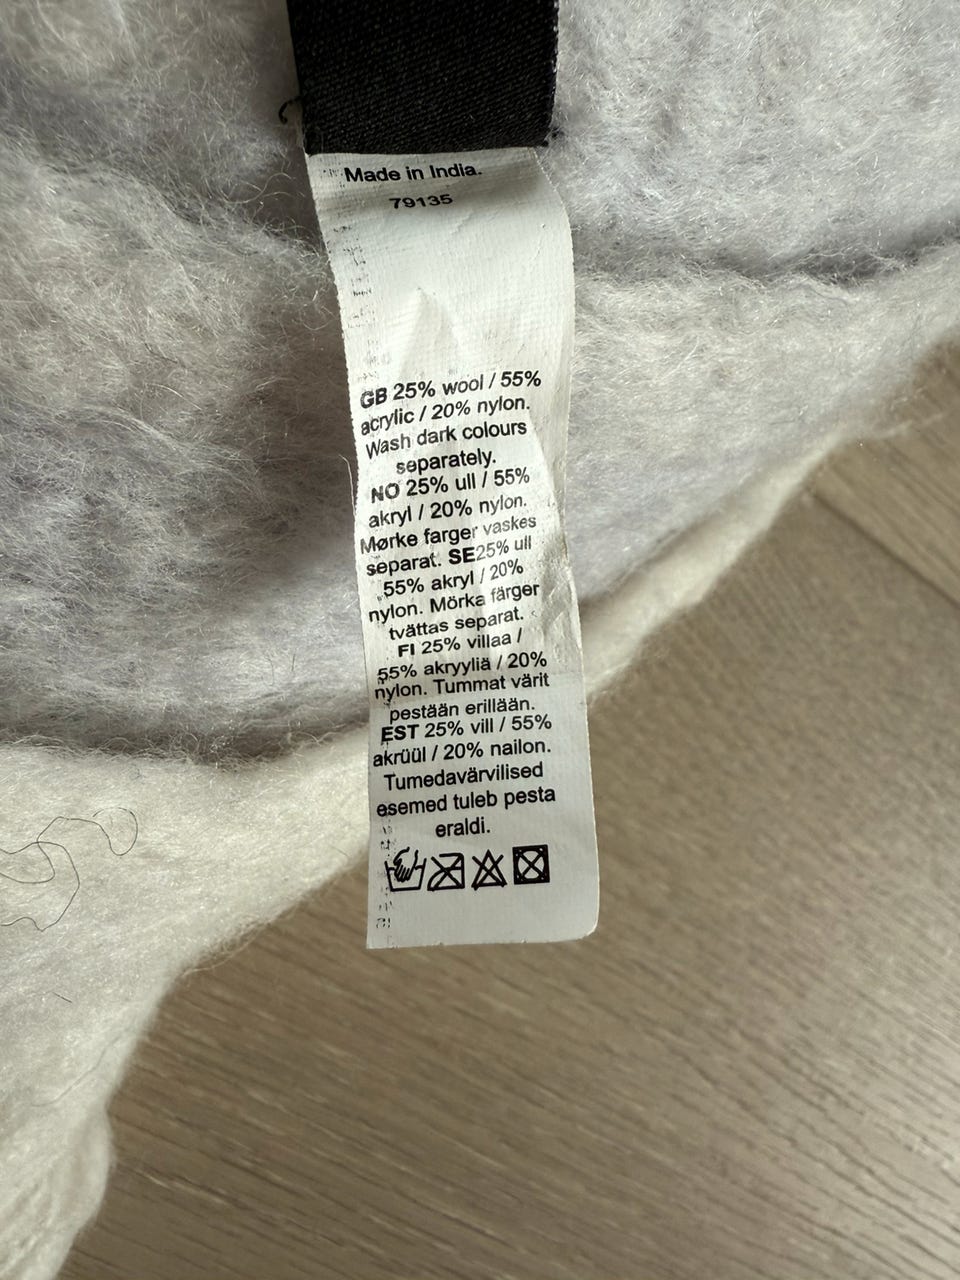 Made in India.
79135
GB 25% wool / 55%
acrylic / 20% nylon.
Wash dark colours
separately.
NO 25% ull / 55%
akryl / 20% nylon.
Mørke farger vaskes
separat. SE25% ull
55% akryl / 20%
nylon. Mörka färger
tvättas separat.
FI 25% villaa /
55% akryyliä / 20%
nylon. Tummat värit
pestään erillään.
EST 25% vill / 55%
akrüül / 20% nailon.
Tumedavärvilised
esemed tuleb pesta
eraldi.